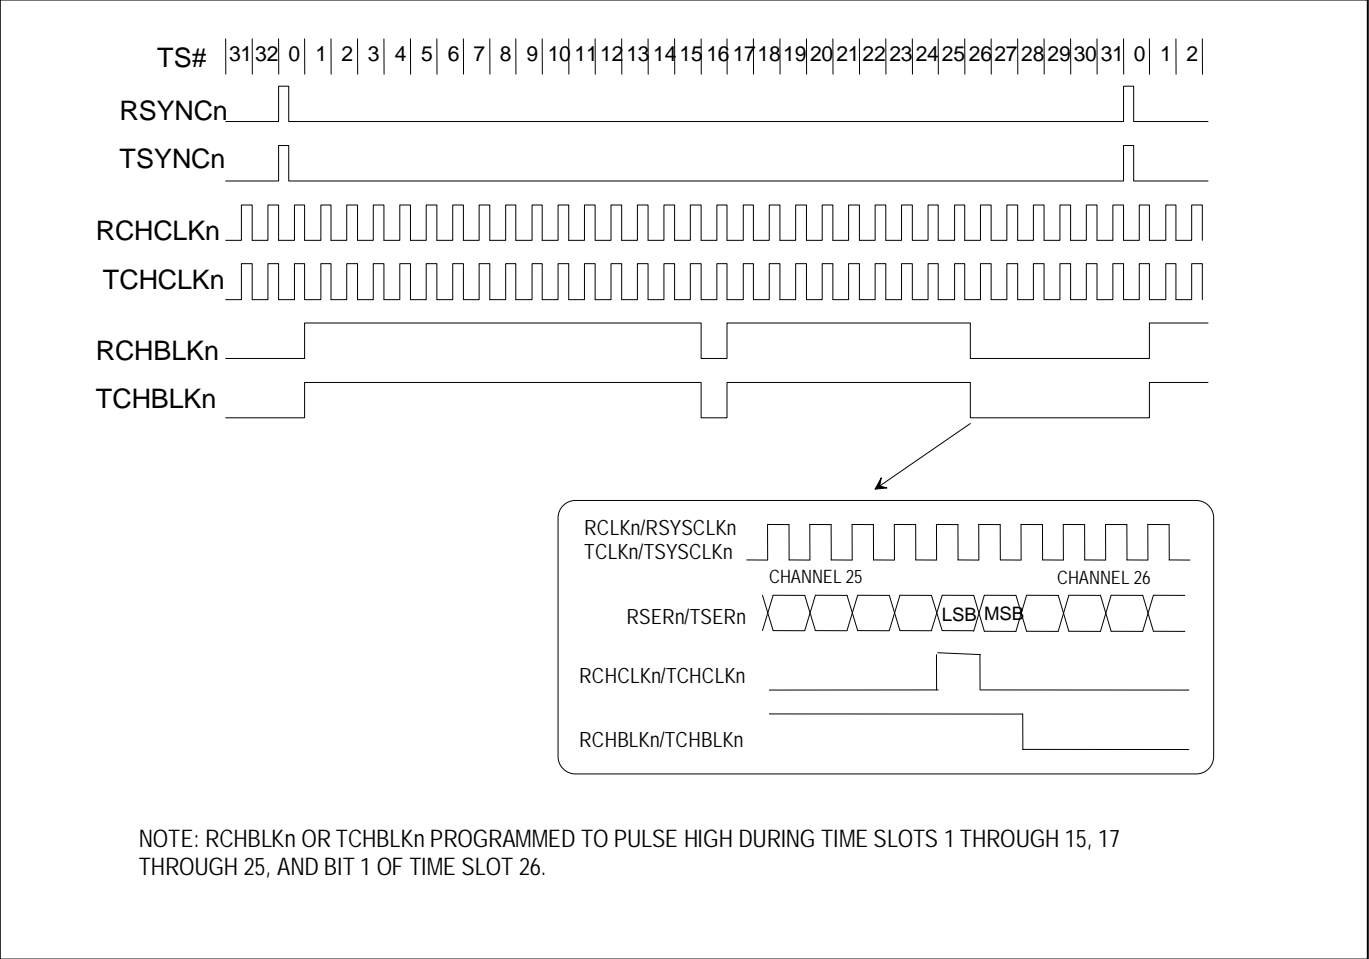 TS# 31 32 0 1 2 3 4 5 6 7 8 9 10 11 12 13 14 15 16 17 18 19 20 21 22 23 24 25 26 27 28 29 30 31 0 1 2
RSYNCn
TSYNCn
RCHCLKn
TCHCLKn
RCHBLKn
TCHBLKn
RCLKn/RSYSCLKn
TCLKn/TSYSCLKn
CHANNEL 25 CHANNEL 26
RSERn/TSERn LSB MSB
RCHCLKn/TCHCLKn
RCHBLKn/TCHBLKn
NOTE: RCHBLKn OR TCHBLKn PROGRAMMED TO PULSE HIGH DURING TIME SLOTS 1 THROUGH 15, 17
THROUGH 25, AND BIT 1 OF TIME SLOT 26.